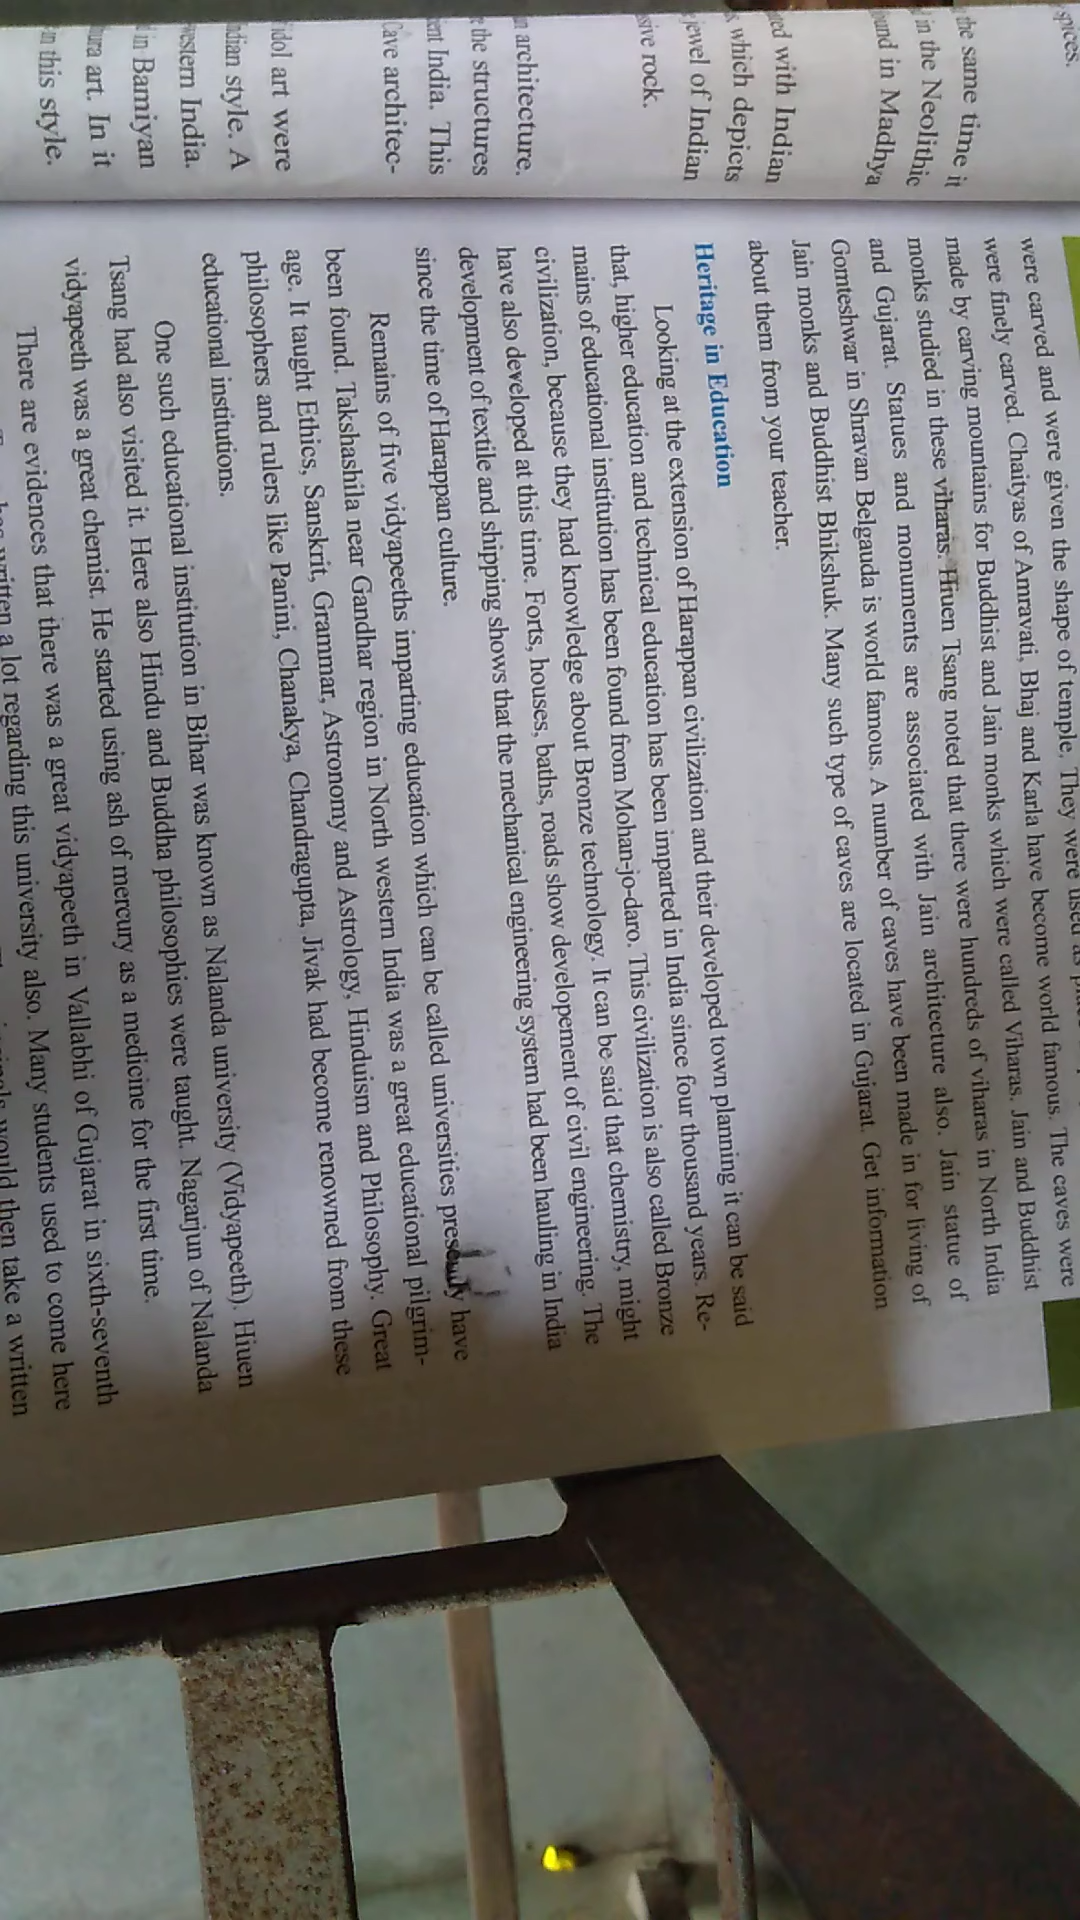 spices.
the same time it
in the Neolithic
in Madhya
with Indian
which depicts
jewel of Indian
rock.
architecture.
the structures
India. This
Cave architec-
idol art were
style. A
India.
in Bamiyan
art. In it
in this style.
were carved and were given the shape of temple. They were used as
were finely carved. Chaityas of Amravati, Bhaj and Karla have become world famous. The caves were
made by carving mountains for Buddhist and Jain monks which were called Viharas. Jain and Buddhist
monks studied in these viharas. Hiuen Tsang noted that there were hundreds of viharas in North India
and Gujarat. Statues and monuments are associated with Jain architecture also. Jain statue of
Gomteshwar in Shravan Belgauda is world famous. A number of caves have been made in for living of
Jain monks and Buddhist Bhikshuk. Many such type of caves are located in Gujarat. Get information
about them from your teacher.
Heritage in Education
Looking at the extension of Harappan civilization and their developed town planning it can be said
that, higher education and technical education has been imparted in India since four thousand years. Re-
mains of educational institution has been found from Mohan-jo-daro. This civilization is also called Bronze
civilization, because they had knowledge about Bronze technology. It can be said that chemistry, might
have also developed at this time. Forts, houses, baths, roads show developement of civil engineering. The
development of textile and shipping shows that the mechanical engineering system had been hauling in India
since the time of Harappan culture.
Remains of five vidyapeeths imparting education which can be called universities presently have
been found. Takshashila near Gandhar region in North western India was a great educational pilgrim-
age. It taught Ethics, Sanskrit, Grammar, Astronomy and Astrology, Hinduism and Philosophy. Great
philosophers and rulers like Panini, Chanakya, Chandragupta, Jivak had become renowned from these
educational institutions.
One such educational institution in Bihar was known as Nalanda university (Vidyapeeth). Hiuen
Tsang had also visited it. Here also Hindu and Buddha philosophies were taught. Nagarjun of Nalanda
vidyapeeth was a great chemist. He started using ash of mercury as a medicine for the first time.
There are evidences that there was a great vidyapeeth in Vallabhi of Gujarat in sixth-seventh
written a lot regarding this university also. Many students used to come here
would then take a written